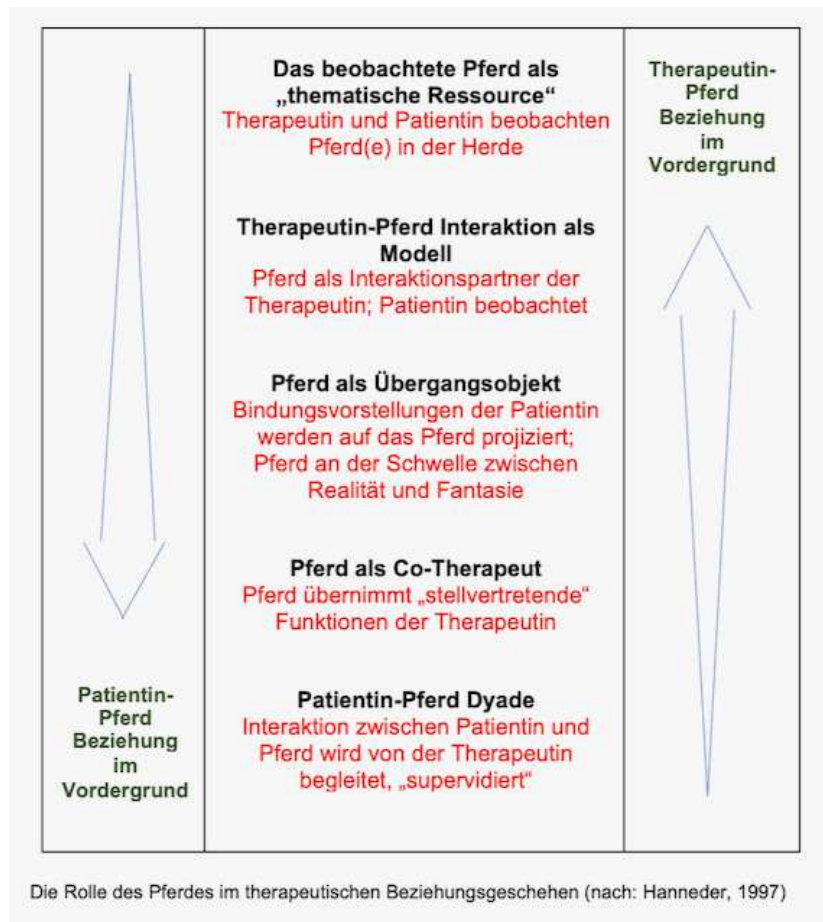 Das beobachtete Pferd als
„thematische Ressource“
Therapeutin und Patientin beobachten
Pferd(e) in der Herde
Therapeutin-
Pferd
Beziehung
im
Vordergrund
Therapeutin-Pferd Interaktion als
Modell
Pferd als Interaktionspartner der
Therapeutin; Patientin beobachtet
Pferd als Übergangsobjekt
Bindungsvorstellungen der Patientin
werden auf das Pferd projiziert;
Pferd an der Schwelle zwischen
Realität und Fantasie
Pferd als Co-Therapeut
Pferd übernimmt „stellvertretende“
Funktionen der Therapeutin
Patientin-
Pferd
Beziehung
im
Vordergrund
Patientin-Pferd Dyade
Interaktion zwischen Patientin und
Pferd wird von der Therapeutin
begleitet, „supervidiert“
Die Rolle des Pferdes im therapeutischen Beziehungsgeschehen (nach: Hanneder, 1997)